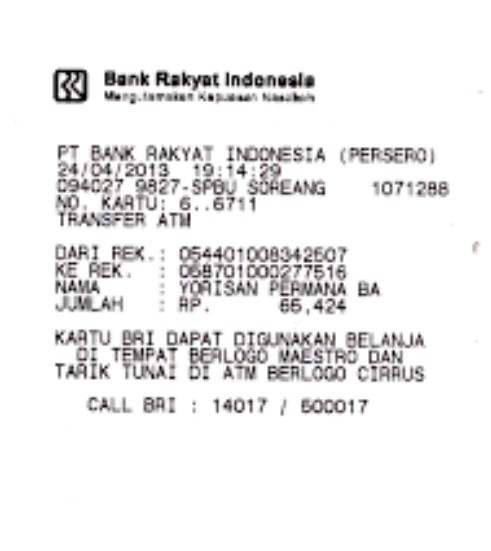 Bank Rakyat Indonesia
Mengutamakan Kepuasan Nasabah
PT BANK RAKYAT INDONESIA (PERSERO)
24/04/2013 19:14:29
094027 9827-SPBU SOREANG 1071288
NO. KARTU: 6..6711
TRANSFER ATM
DARI REK.: 054401008342507
KE REK. : 058701000277516
NAMA : YORISAN PERMANA BA
JUMLAH : RP. 65,424
KARTU BRI DAPAT DIGUNAKAN BELANJA
DI TEMPAT BERLOGO MAESTRO DAN
TARIK TUNAI DI ATM BERLOGO CIRRUS
CALL BRI : 14017 / 500017